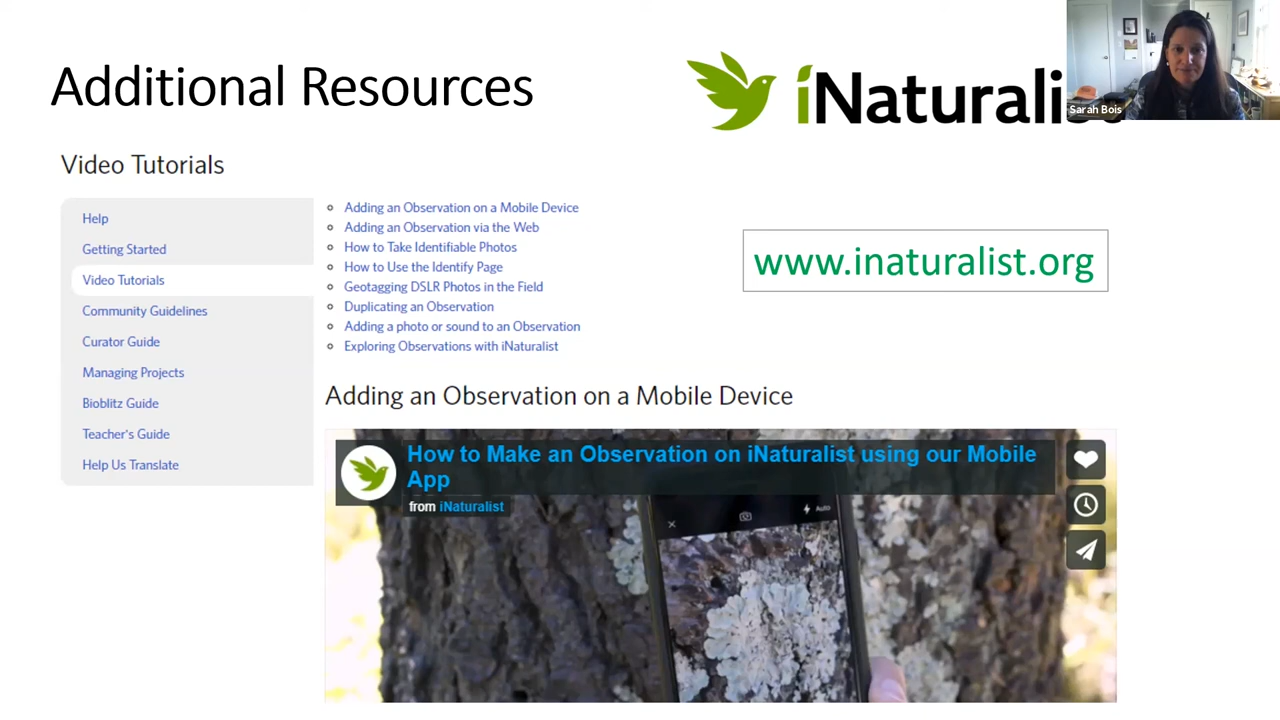 Additional Resources
iNaturalist
Sarah Bois
Video Tutorials
Help
Getting Started
Video Tutorials
Community Guidelines
Curator Guide
Managing Projects
Bioblitz Guide
Teacher's Guide
Help Us Translate
Adding an Observation on a Mobile Device
Adding an Observation via the Web
How to Take Identifiable Photos
How to Use the Identify Page
Geotagging DSLR Photos in the Field
Duplicating an Observation
Adding a photo or sound to an Observation
Exploring Observations with iNaturalist
www.inaturalist.org
Adding an Observation on a Mobile Device
How to Make an Observation on iNaturalist using our Mobile
App
from iNaturalist
Auto